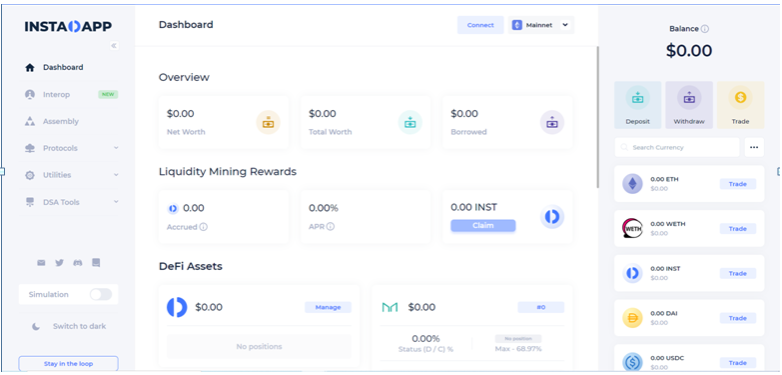 INSTADAPP
Dashboard
Interop NEW
Assembly
Protocols
Utilities
DSA Tools
Simulation
Switch to dark
Stay in the loop
Dashboard
Connect
Mainnet
Overview
$0.00
Net Worth
$0.00
Total Worth
$0.00
Borrowed
Liquidity Mining Rewards
0.00
Accrued
0.00%
APR
0.00 INST
Claim
DeFi Assets
$0.00
Manage
No positions
$0.00
#0
0.00%
Status (D / C) %
No position
Max - 68.97%
Balance
$0.00
Deposit
Withdraw
Trade
Search Currency
0.00 ETH
$0.00
Trade
WETH
0.00 WETH
$0.00
Trade
0.00 INST
$0.00
Trade
0.00 DAI
$0.00
Trade
0.00 USDC
$0.00
Trade